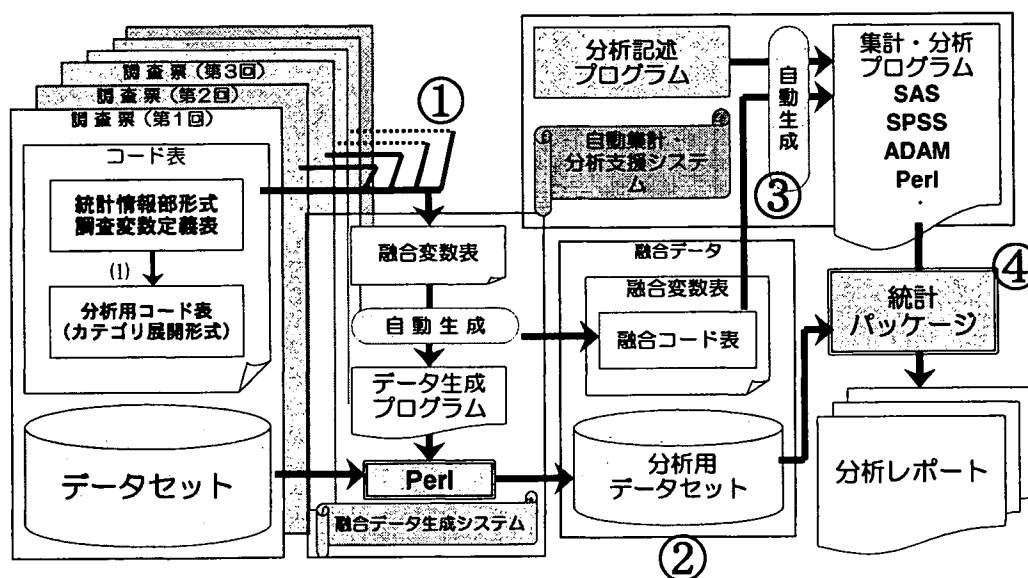 調査票(第3回)
調査票(第2回)
調査票(第1回)
コード表
統計情報部形式
調査変数定義表
(1)
分析用コード表
(カテゴリ展開形式)
データセット
①
融合変数表
自動生成
データ生成
プログラム
Perl
融合データ生成システム
分析記述
プログラム
自動集計・
分析支援システ
ム
自動生成
③
集計・分析
プログラム
SAS
SPSS
ADAM
Perl
.
融合データ
融合変数表
融合コード表
分析用
データセット
②
④
統計
パッケージ
分析レポート